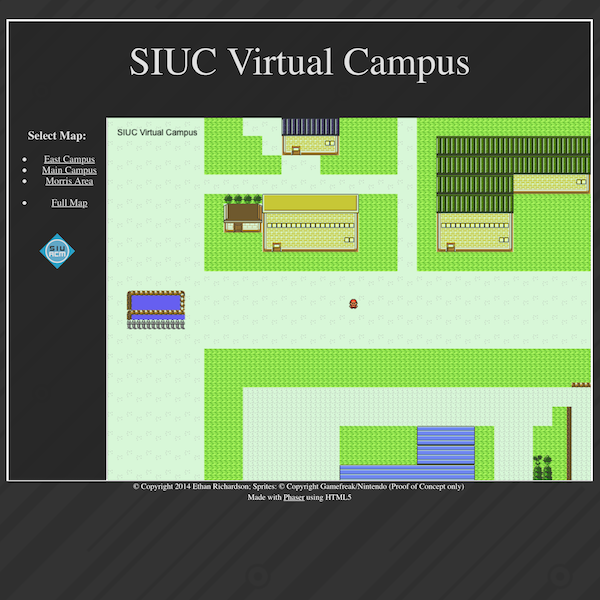 SIUC Virtual Campus
Select Map:
East Campus
Main Campus
Morris Area
Full Map
SIU
ACM
SIUC Virtual Campus
© Copyright 2014 Ethan Richardson; Sprites: © Copyright Gamefreak/Nintendo (Proof of Concept only)
Made with Phaser using HTML5